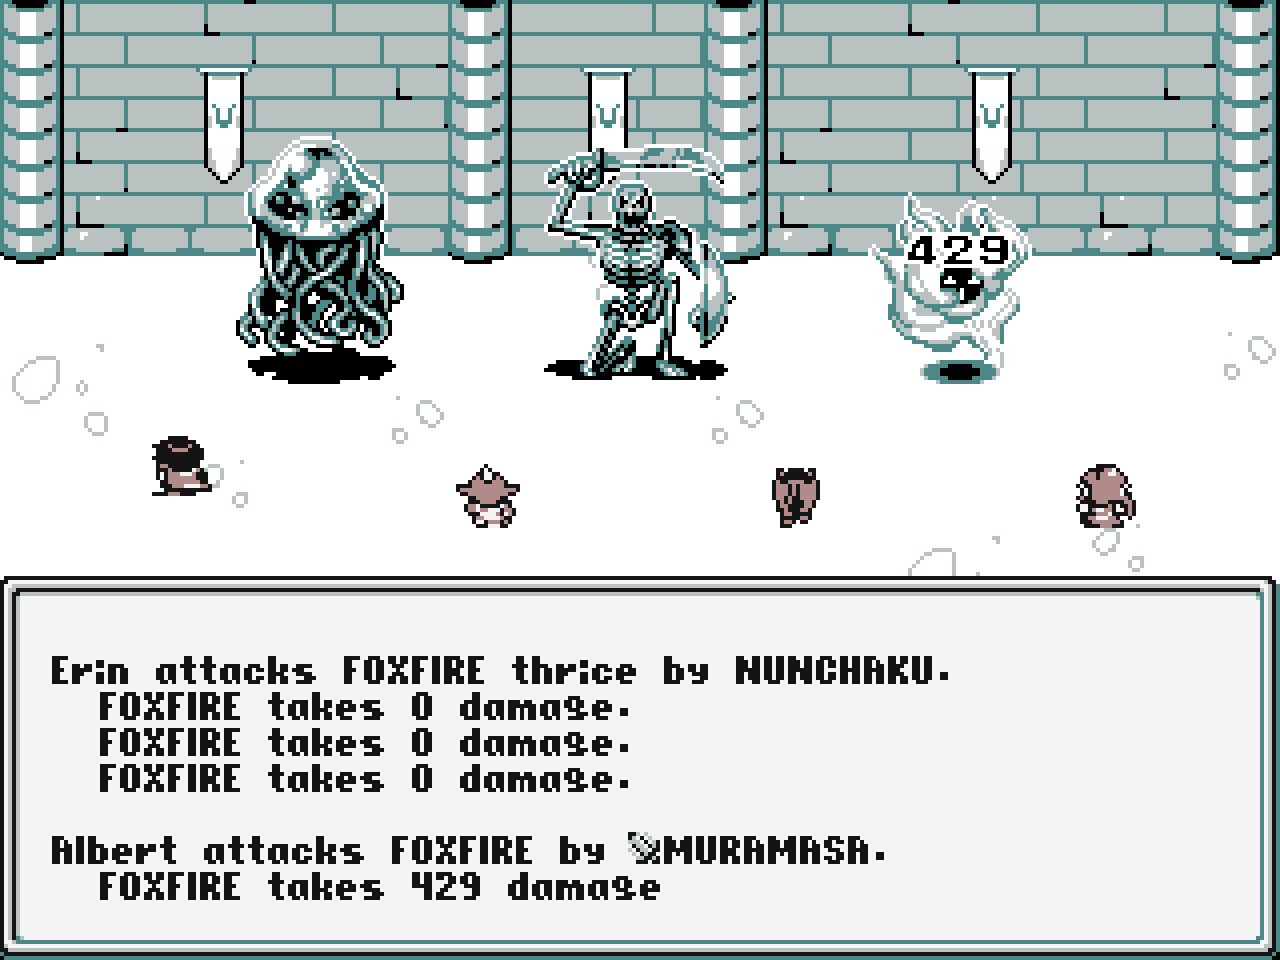 429
Erin attacks FOXFIRE thrice by NUNCHAKU.
FOXFIRE takes 0 damage.
FOXFIRE takes 0 damage.
FOXFIRE takes 0 damage.
Albert attacks FOXFIRE by MURAMASA.
FOXFIRE takes 429 damage